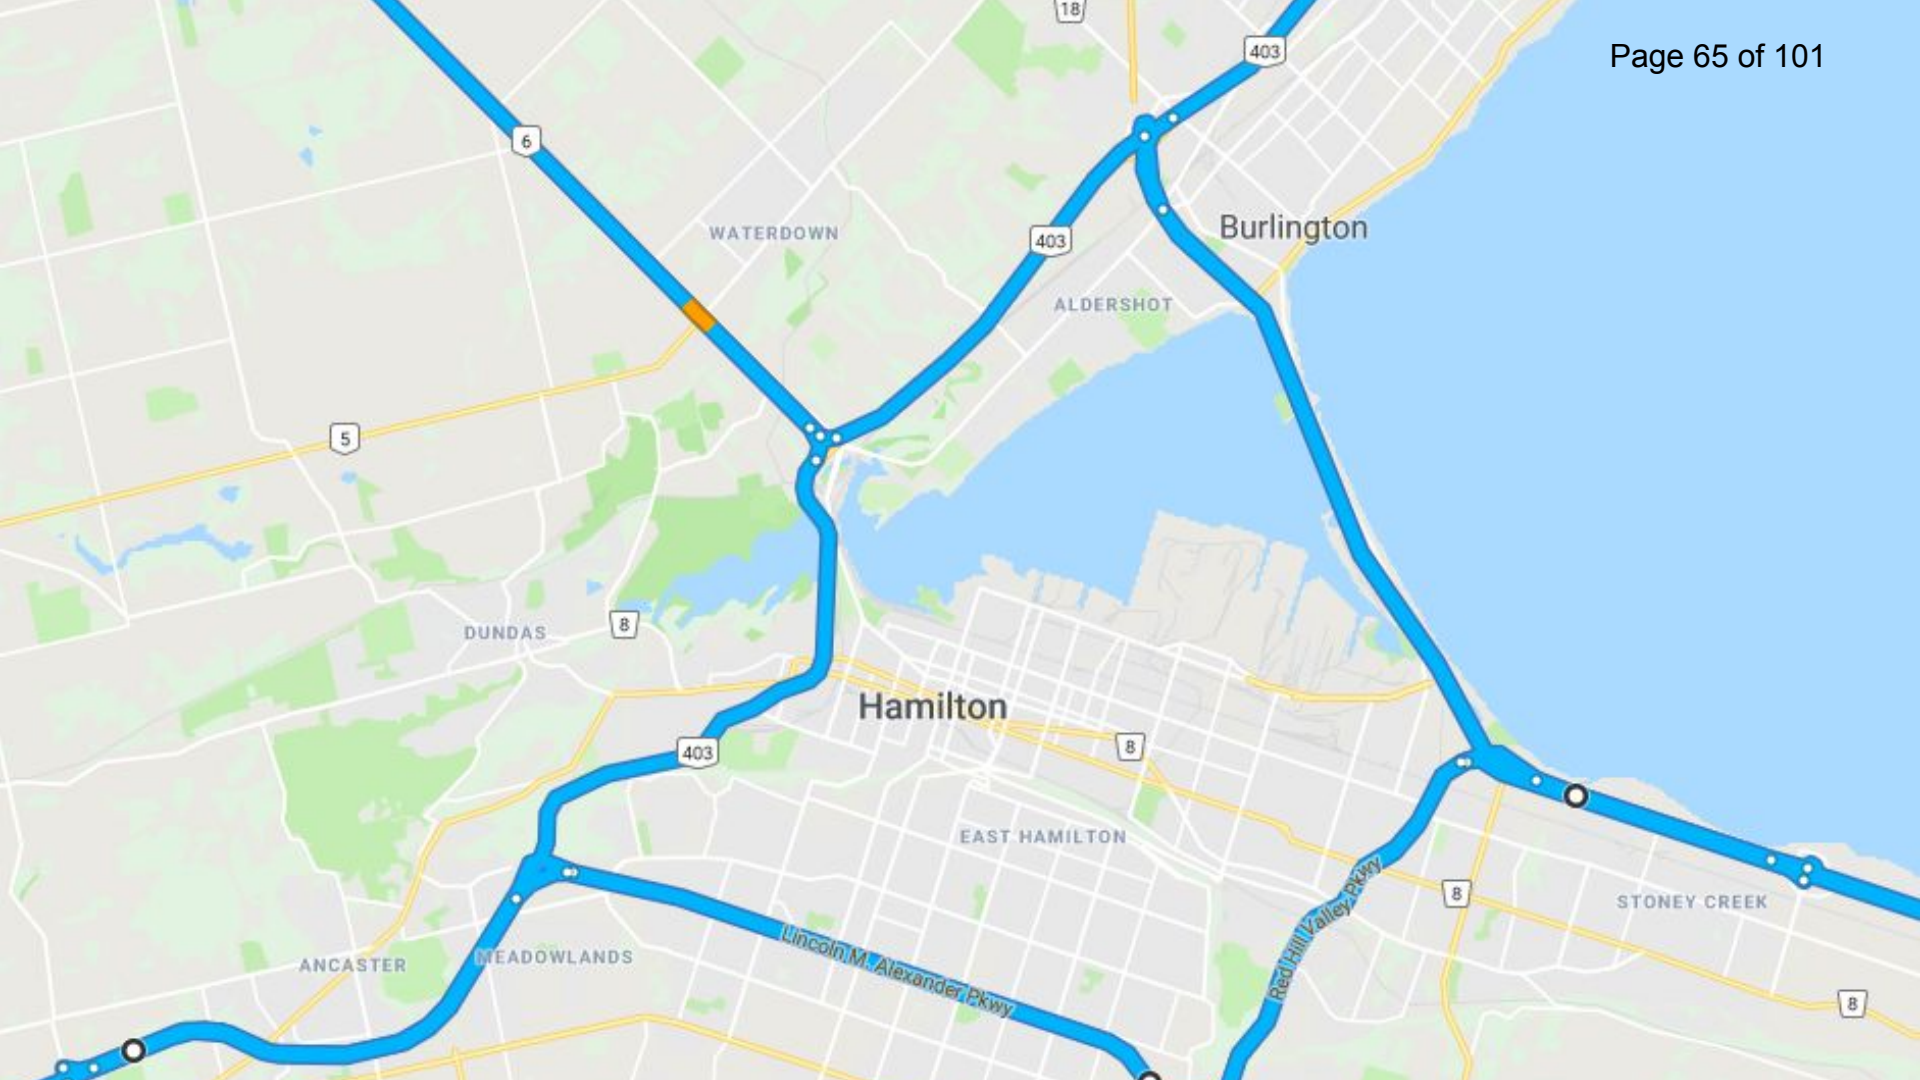 18
403
Page 65 of 101
6
Burlington
WATERDOWN
403
ALDERSHOT
5
8
DUNDAS
Hamilton
8
403
EAST HAMILTON
8
STONEY CREEK
Red Hill Valley Pkwy
MEADOWLANDS
ANCASTER
Lincoln M. Alexander Pkwy
8